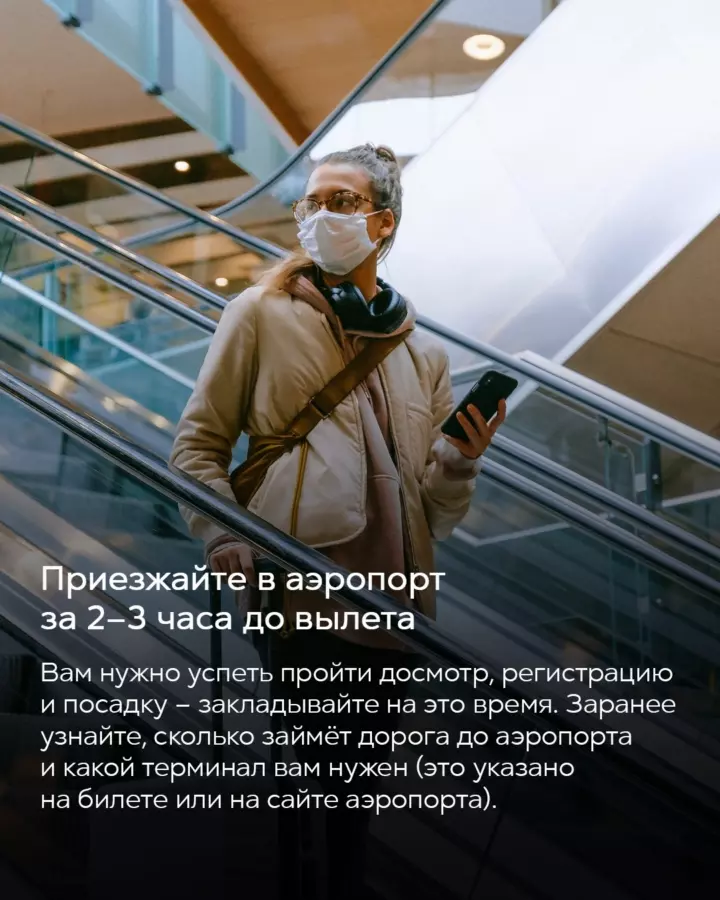 Приезжайте в аэропорт
за 2–3 часа до вылета
Вам нужно успеть пройти досмотр, регистрацию
и посадку – закладывайте на это время. Заранее
узнайте, сколько займёт дорога до аэропорта
и какой терминал вам нужен (это указано
на билете или на сайте аэропорта).